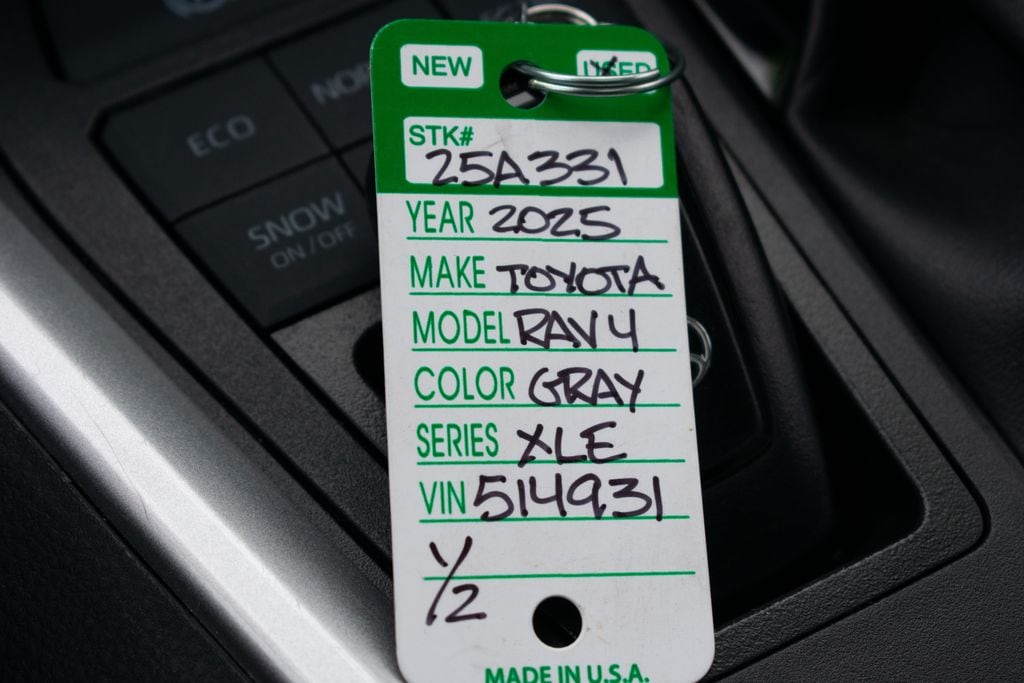 NEW USED
STK#
25A331
YEAR 2025
MAKE TOYOTA
MODEL RAV4
COLOR GRAY
SERIES XLE
VIN 514931
1/2
MADE IN U.S.A.
ECO
SNOW
ON/OFF